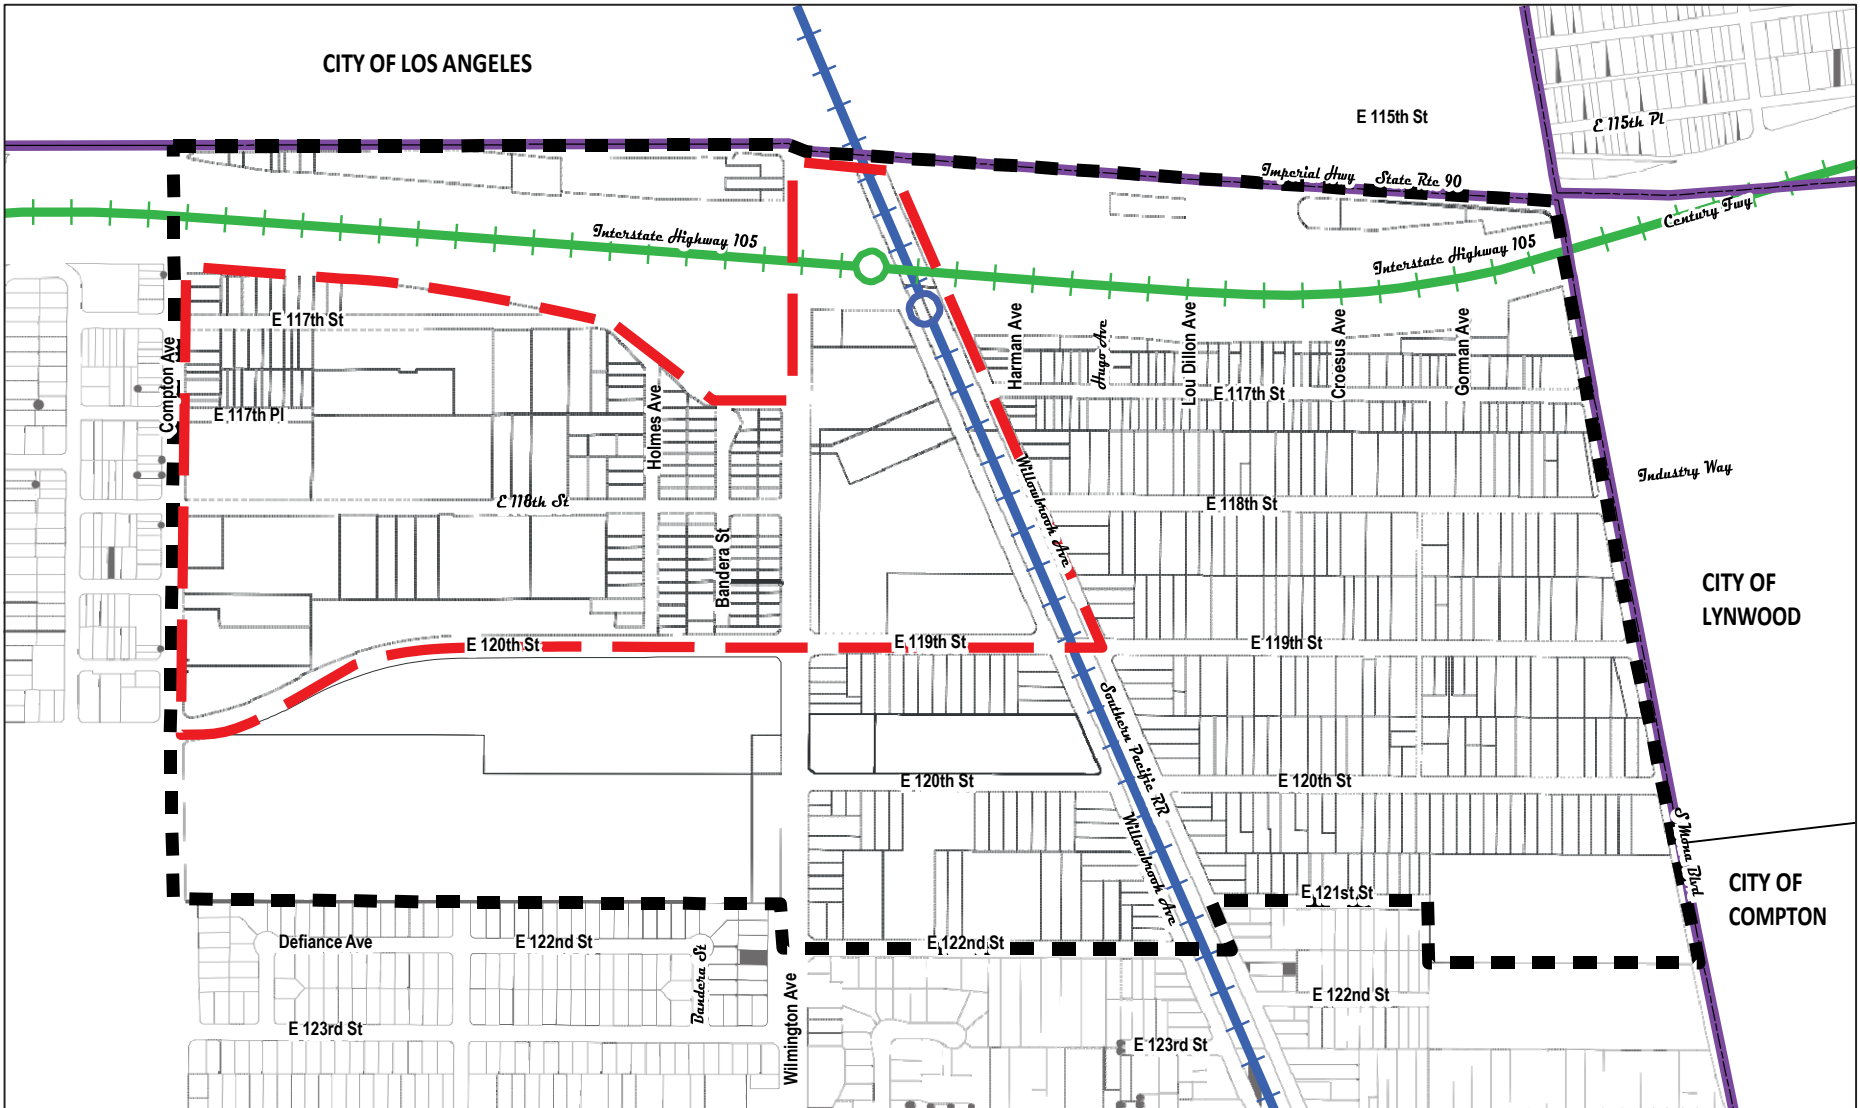 CITY OF LOS ANGELES
E 115th St
E 115th Pl
Imperial Hwy
State Rte 90
Century Fwy
Interstate Highway 105
Interstate Highway 105
E 117th St
Harman Ave
Hugo Ave
Lou Dillon Ave
Croesus Ave
Gorman Ave
Compton Ave
E 117th St
E 117th Pl
Holmes Ave
Industry Way
E 118th St
E 118th St
Willowbrook Ave
Bandera St
CITY OF
LYNWOOD
E 120th St
E 119th St
E 119th St
Southern Pacific RR
E 120th St
E 120th St
Willowbrook Ave
S Mona Blvd
CITY OF
COMPTON
E 121st St
Defiance Ave
E 122nd St
E 122nd St
Bandera St
Wilmington Ave
E 122nd St
E 123rd St
E 123rd St